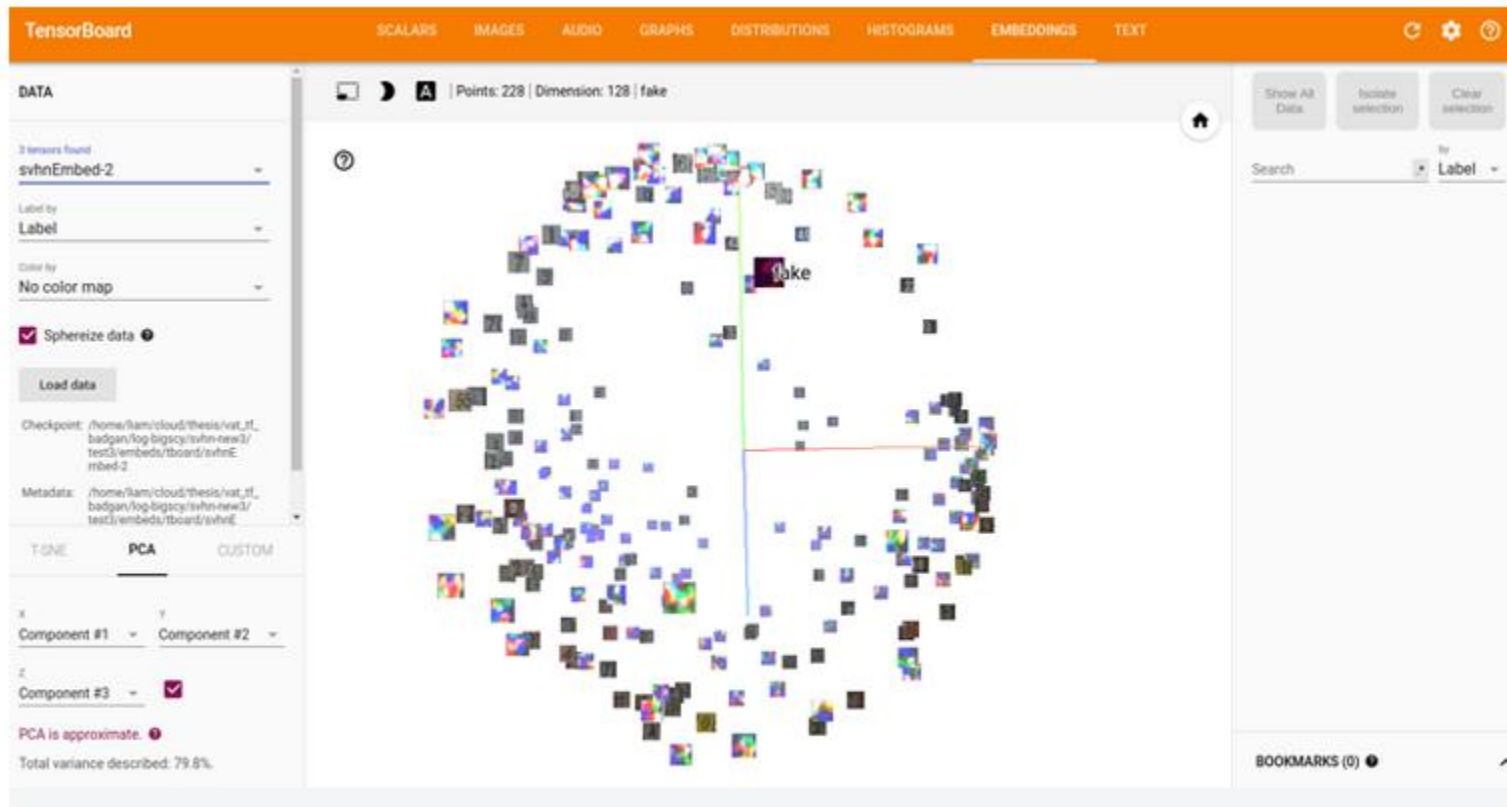 TensorBoard
SCALARS IMAGES AUDIO GRAPHS DISTRIBUTIONS HISTOGRAMS EMBEDDINGS TEXT
DATA
3 tensors found
svhnEmbed-2
Label by
Label
Color by
No color map
Sphereize data
Load data
Checkpoint: /home/liam/cloud/thesis/vat_tf_
badgan/log-bigscy/svhn-new3/
test3/embeds/tboard/svhnE
mbed-2
Metadata: /home/liam/cloud/thesis/vat_tf_
badgan/log-bigscy/svhn-new3/
test3/embeds/tboard/svhnE
T-SNE PCA CUSTOM
X Y
Component #1 Component #2
Z
Component #3
PCA is approximate.
Total variance described: 79.8%.
A | Points: 228 | Dimension: 128 | fake
fake
Show All
Data
Isolate
selection
Clear
selection
Search .* by
Label
BOOKMARKS (0)